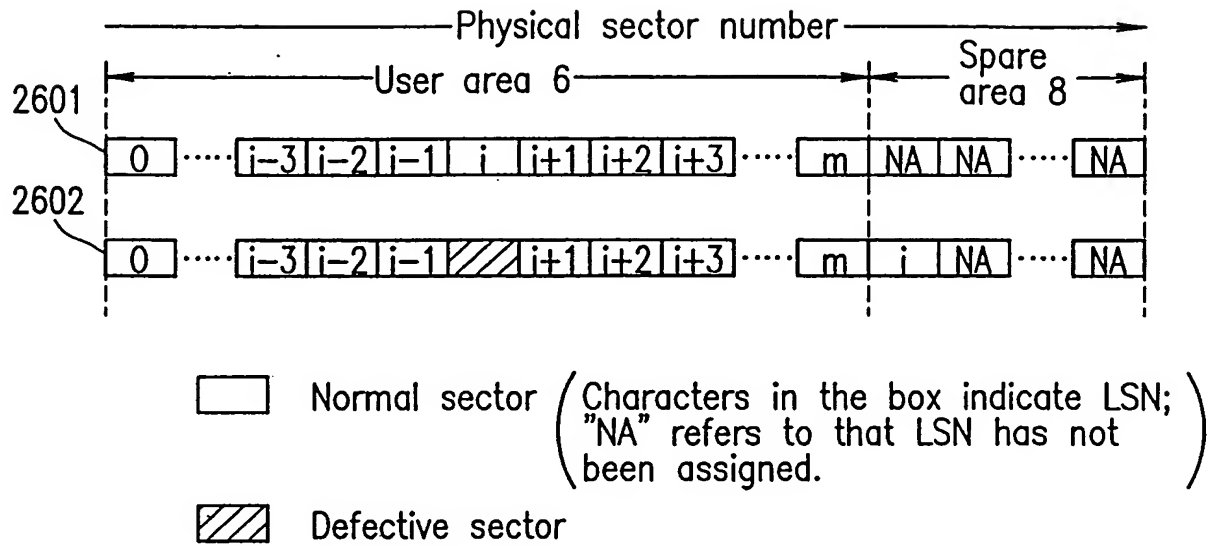 Physical sector number
User area 6
Spare
area 8
2601
0 ····· i-3 i-2 i-1 i i+1 i+2 i+3 ····· m NA NA ····· NA
2602
0 ····· i-3 i-2 i-1 i+1 i+2 i+3 ····· m i NA ····· NA
Normal sector (Characters in the box indicate LSN;
"NA" refers to that LSN has not
been assigned.)
Defective sector